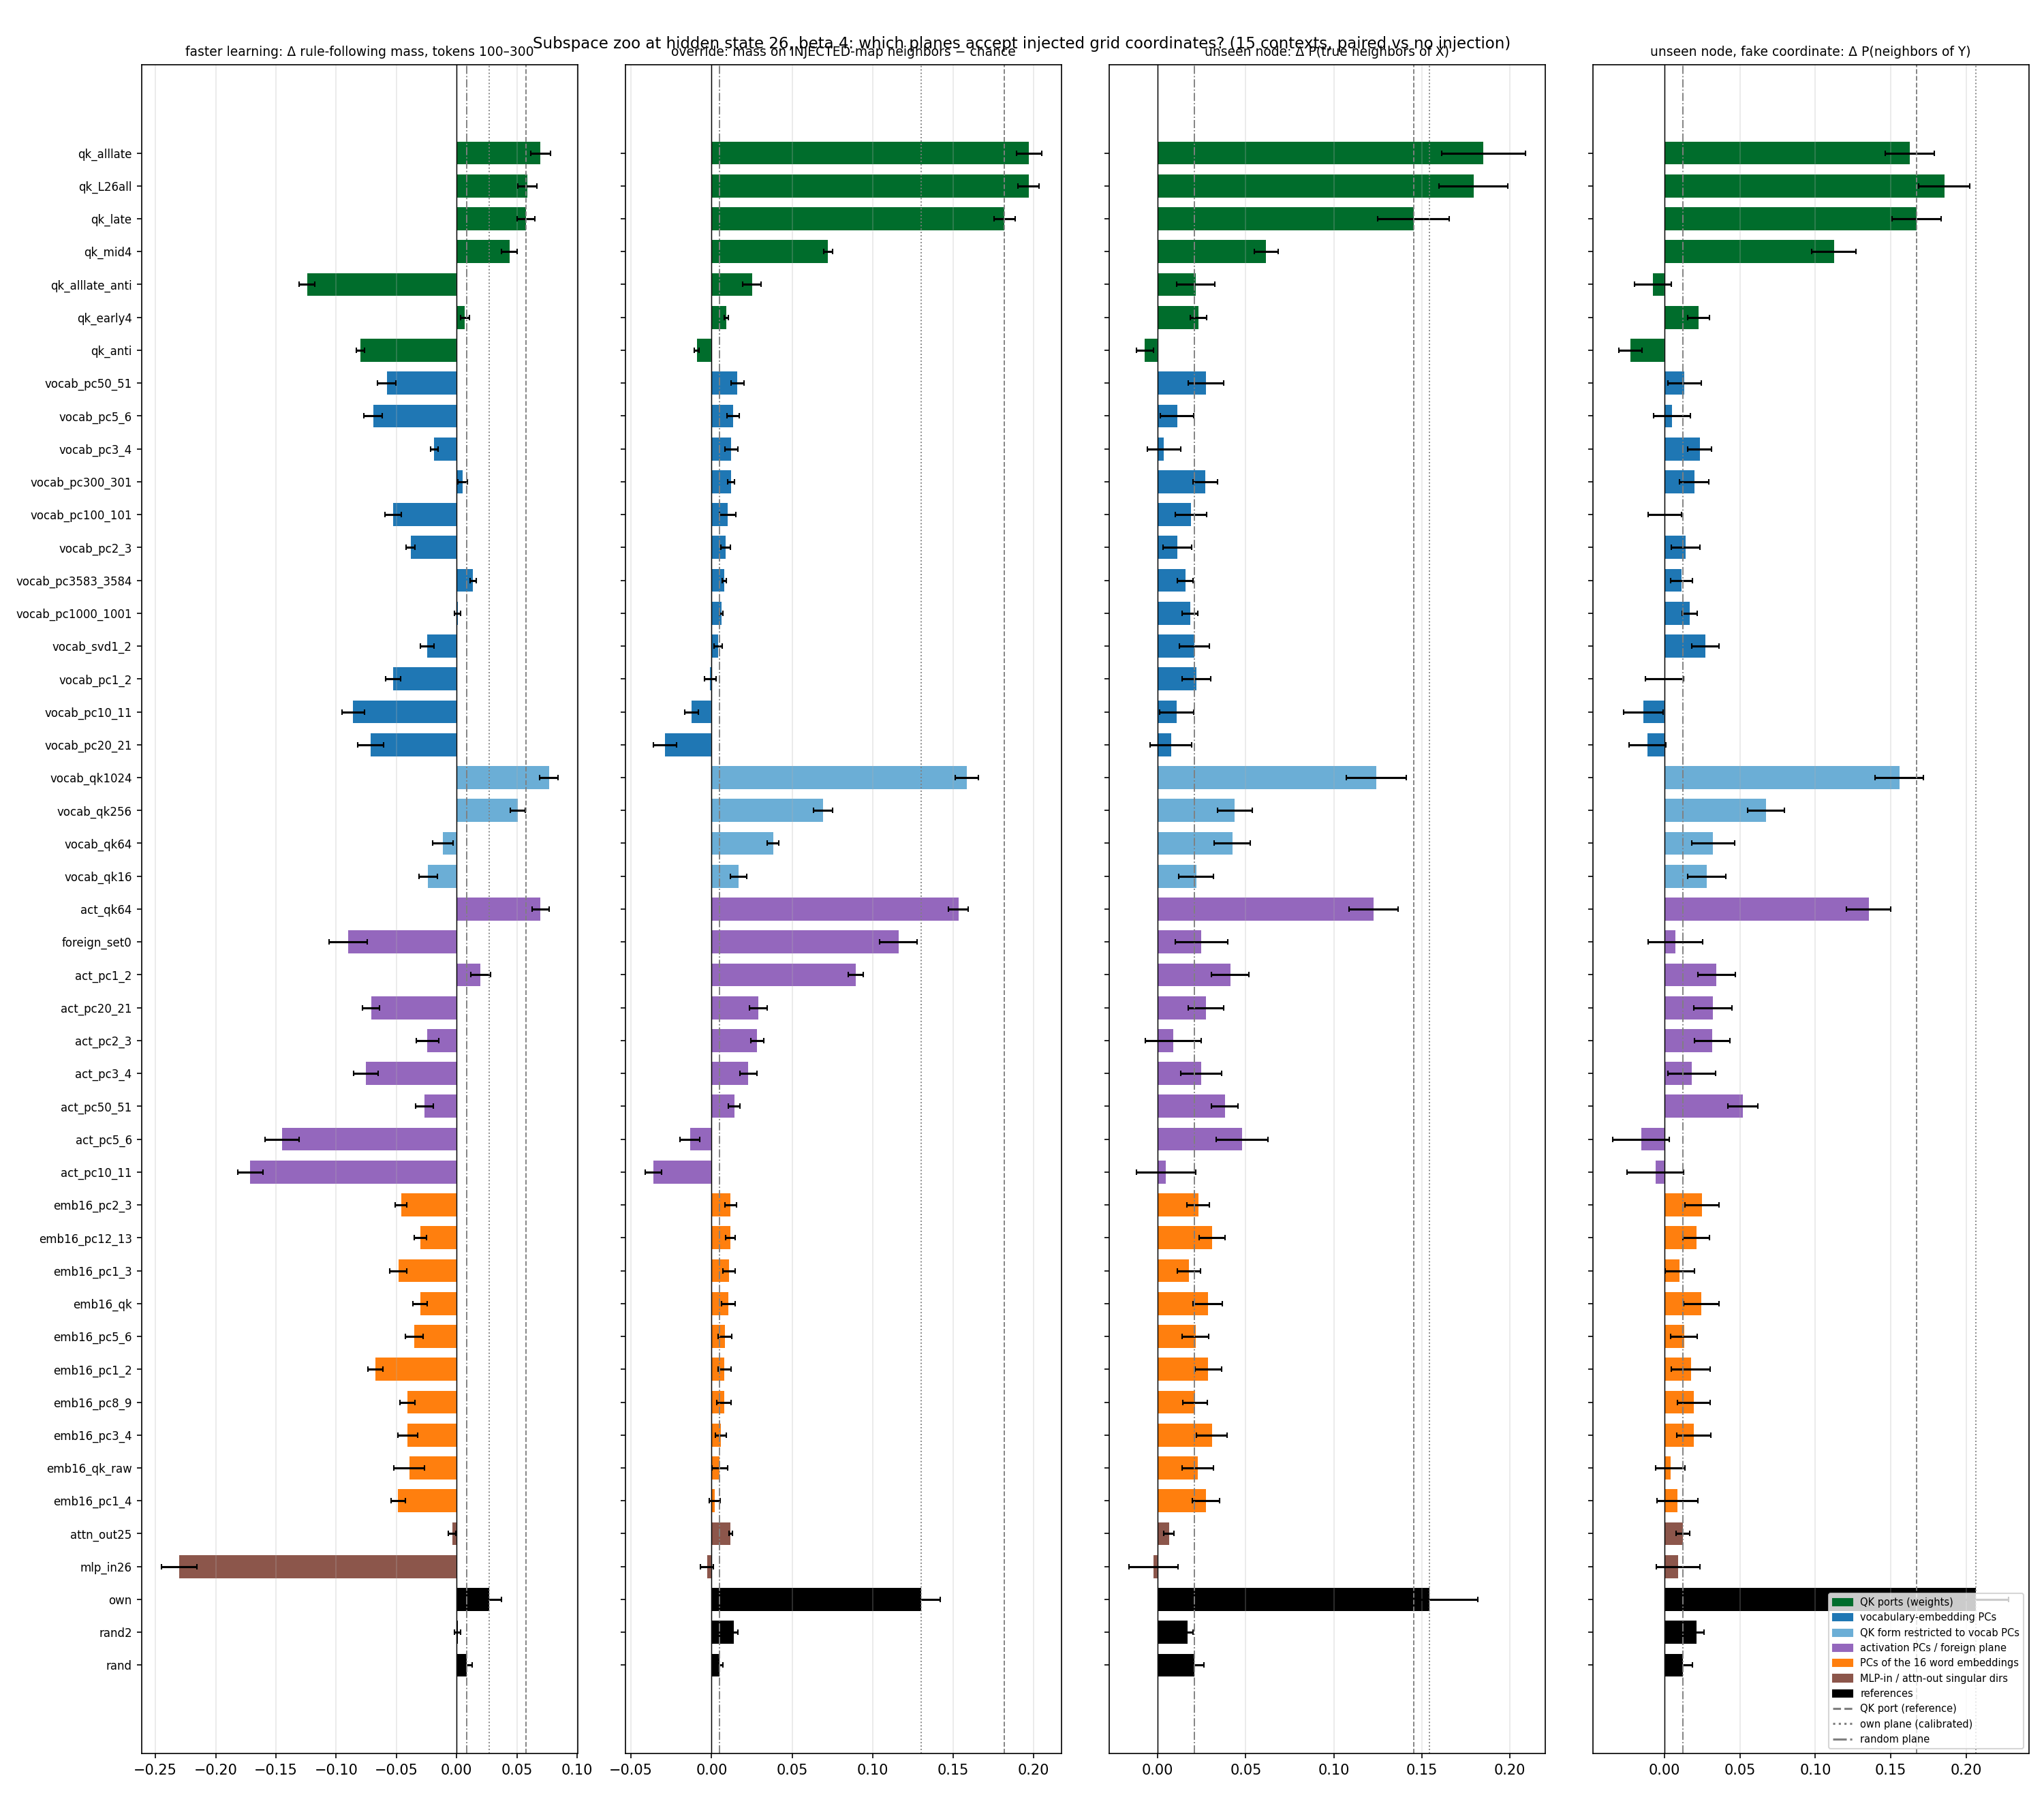 Subspace zoo at hidden state 26, beta 4: which planes accept injected grid coordinates? (15 contexts, paired vs no injection)
faster learning: Δ rule-following mass, tokens 100–300
override: mass on INJECTED-map neighbors − chance
unseen node: Δ P(true neighbors of X)
unseen node, fake coordinate: Δ P(neighbors of Y)
qk_alllate
qk_L26all
qk_late
qk_mid4
qk_alllate_anti
qk_early4
qk_anti
vocab_pc50_51
vocab_pc5_6
vocab_pc3_4
vocab_pc300_301
vocab_pc100_101
vocab_pc2_3
vocab_pc3583_3584
vocab_pc1000_1001
vocab_svd1_2
vocab_pc1_2
vocab_pc10_11
vocab_pc20_21
vocab_qk1024
vocab_qk256
vocab_qk64
vocab_qk16
act_qk64
foreign_set0
act_pc1_2
act_pc20_21
act_pc2_3
act_pc3_4
act_pc50_51
act_pc5_6
act_pc10_11
emb16_pc2_3
emb16_pc12_13
emb16_pc1_3
emb16_qk
emb16_pc5_6
emb16_pc1_2
emb16_pc8_9
emb16_pc3_4
emb16_qk_raw
emb16_pc1_4
attn_out25
mlp_in26
own
rand2
rand
QK ports (weights)
vocabulary-embedding PCs
QK form restricted to vocab PCs
activation PCs / foreign plane
PCs of the 16 word embeddings
MLP-in / attn-out singular dirs
references
QK port (reference)
own plane (calibrated)
random plane
−0.25 −0.20 −0.15 −0.10 −0.05 0.00 0.05 0.10
−0.05 0.00 0.05 0.10 0.15 0.20
0.00 0.05 0.10 0.15 0.20
0.00 0.05 0.10 0.15 0.20